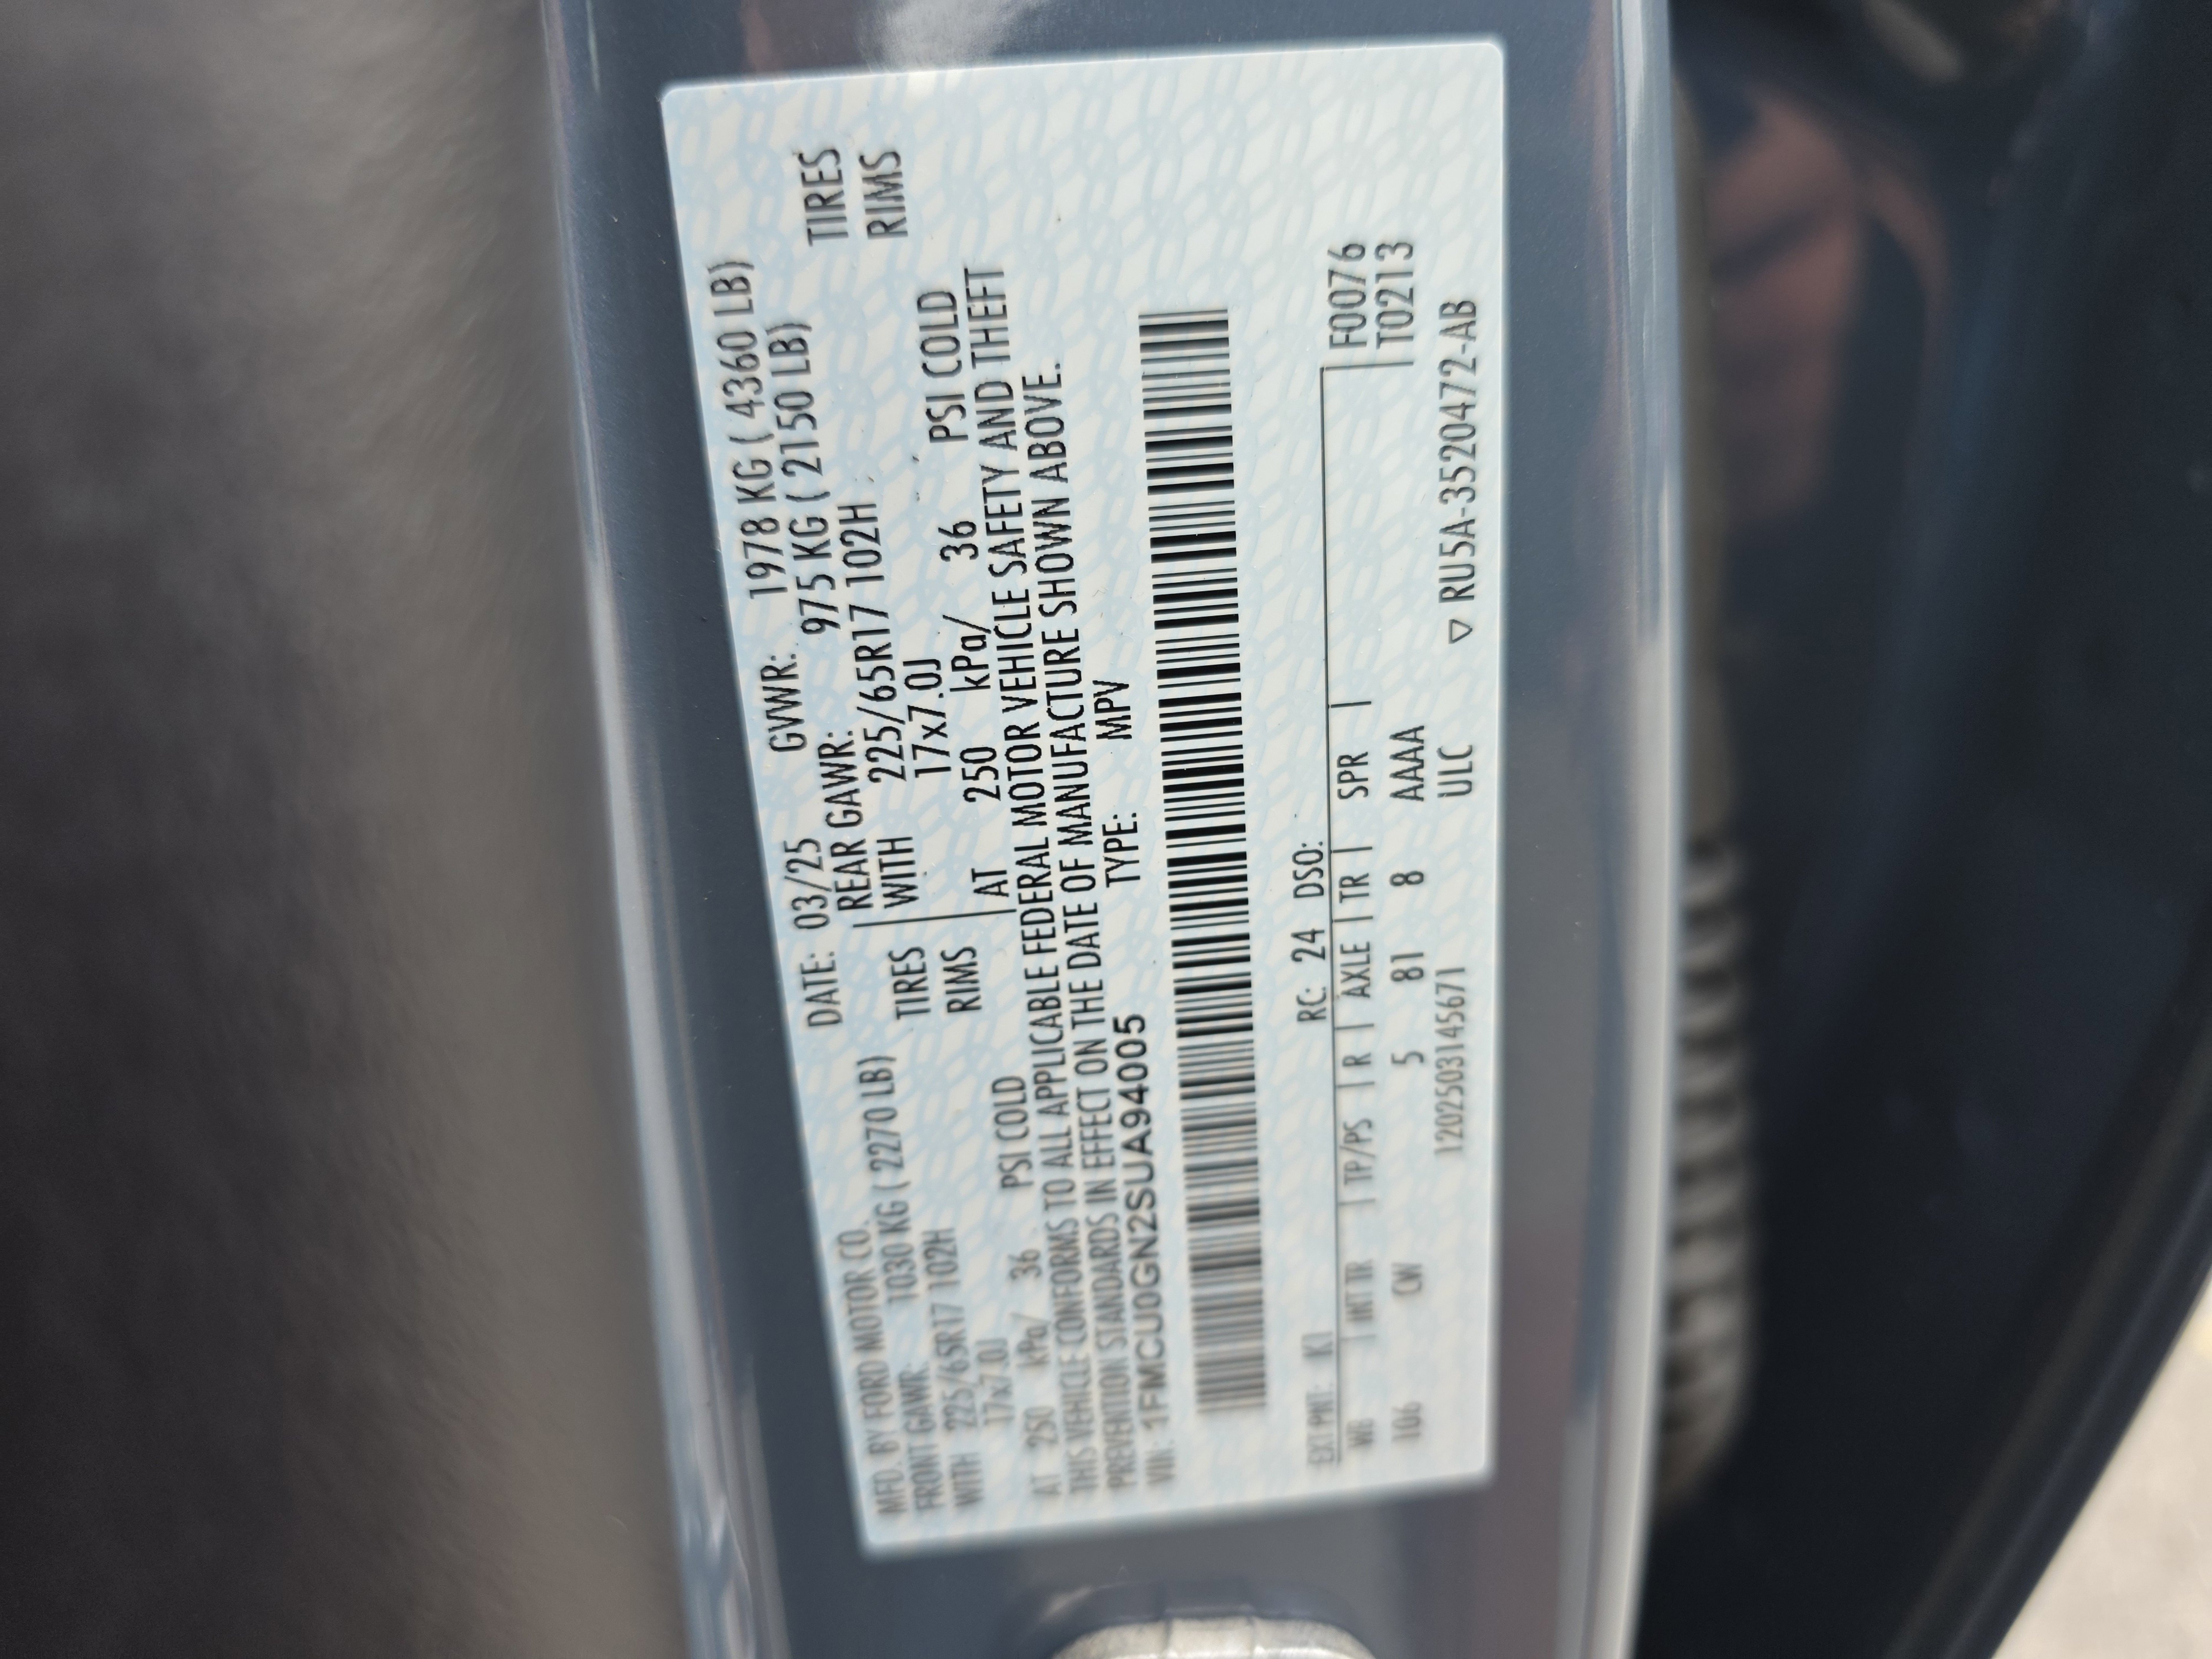 MFD. BY FORD MOTOR CO. DATE: 03/25 GVWR: 1978 KG ( 4360 LB)
FRONT GAWR: 1030 KG ( 2270 LB) REAR GAWR: 975 KG ( 2150 LB)
WITH 225/65R17 102H TIRES WITH 225/65R17 102H TIRES
17x7.0J RIMS 17x7.0J RIMS
AT 250 kPa/ 36 PSI COLD AT 250 kPa/ 36 PSI COLD
THIS VEHICLE CONFORMS TO ALL APPLICABLE FEDERAL MOTOR VEHICLE SAFETY AND THEFT
PREVENTION STANDARDS IN EFFECT ON THE DATE OF MANUFACTURE SHOWN ABOVE.
VIN: 1FMCU0GN2SUA94005 TYPE: MPV
EXT PNT: K1 RC: 24 DSO:
WB | INT TR | TP/PS | R | AXLE | TR | SPR | F0076
106 CW 5 81 8 AAAA T0213
12025031456​71 ULC ▽ RU5A-3520472-AB